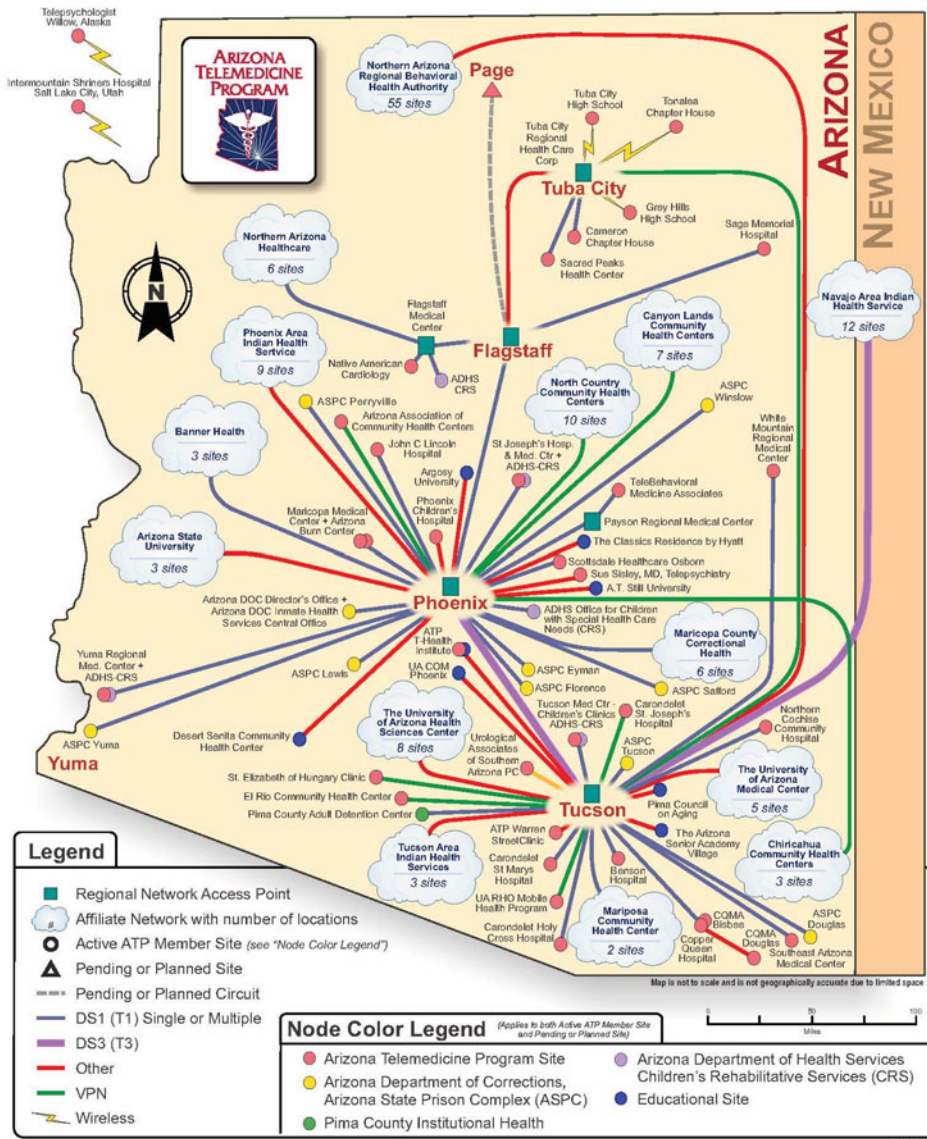 Telepsychologist
Willow, Alaska
Intermountain Shriners Hospital
Salt Lake City, Utah
ARIZONA
TELEMEDICINE
PROGRAM
Northern Arizona
Regional Behavioral
Health Authority
55 sites
Page
Tuba City
High School
Tonalea
Chapter House
Tuba City
Regional
Health Care
Corp
Tuba City
ARIZONA
NEW MEXICO
Grey Hills
High School
Cameron
Chapter House
Sacred Peaks
Health Center
Sage Memorial
Hospital
Northern Arizona
Healthcare
6 sites
N
Flagstaff
Medical
Center
Flagstaff
Native American
Cardiology
ADHS
CRS
Canyon Lands
Community
Health Centers
7 sites
Navajo Area Indian
Health Service
12 sites
Phoenix Area
Indian Health
Sertvice
9 sites
North Country
Community Health
Centers
10 sites
ASPC
Winslow
White
Mountain
Regional
Medical
Center
ASPC Perryville
Arizona Association of
Community Health Centers
John C Lincoln
Hospital
Banner Health
3 sites
Argosy
University
St Joseph's Hosp.
& Med. Ctr +
ADHS-CRS
TeleBehavioral
Medicine Associates
Phoenix
Children's
Hospital
Maricopa Medical
Center + Arizona
Burn Center
Payson Regional Medical Center
The Classics Residence by Hyatt
Arizona State
University
3 sites
Scottsdale Healthcare Osborn
Sue Sisley, MD, Telepsychiatry
A.T. Still University
Phoenix
Arizona DOC Director's Office +
Arizona DOC Inmate Health
Services Central Office
ADHS Office for Children
with Special Health Care
Needs (CRS)
Maricopa County
Correctional
Health
6 sites
ATP
T-Health
Institute
UA COM
Phoenix
Yuma Regional
Med. Center +
ADHS-CRS
ASPC Lewis
ASPC Eyman
ASPC Florence
ASPC Safford
ASPC Yuma
Yuma
Desert Senita Community
Health Center
The University
of Arizona Health
Sciences Center
8 sites
Urological
Associates
of Southern
Arizona PC
Tucson Med Ctr -
Children's Clinics
ADHS-CRS
Carondelet
St. Joseph's
Hospital
ASPC
Tucson
Northern
Cochise
Community
Hospital
St. Elizabeth of Hungary Clinic
El Rio Community Health Center
Pima County Adult Detention Center
Tucson
Pima Council
on Aging
The University
of Arizona
Medical Center
5 sites
The Arizona
Senior Academy
Village
Tucson Area
Indian Health
Services
3 sites
ATP Warren
StreetClinic
Carondelet
St Marys
Hospital
UA RHO Mobile
Health Program
Carondelet Holy
Cross Hospital
Benson
Hospital
Mariposa
Community
Health Center
2 sites
Chiricahua
Community Health
Centers
3 sites
CQMA
Bisbee
Copper
Queen
Hospital
CQMA
Douglas
ASPC
Douglas
Southeast Arizona
Medical Center
Map is not to scale and is not geographically accurate due to limited space
0 50 100
Miles
Legend
Regional Network Access Point
# Affiliate Network with number of locations
Active ATP Member Site (see "Node Color Legend")
Pending or Planned Site
Pending or Planned Circuit
DS1 (T1) Single or Multiple
DS3 (T3)
Other
VPN
Wireless
Node Color Legend (Applies to both Active ATP Member Site
and Pending or Planned Site)
Arizona Telemedicine Program Site
Arizona Department of Corrections,
Arizona State Prison Complex (ASPC)
Pima County Institutional Health
Arizona Department of Health Services
Children's Rehabilitative Services (CRS)
Educational Site